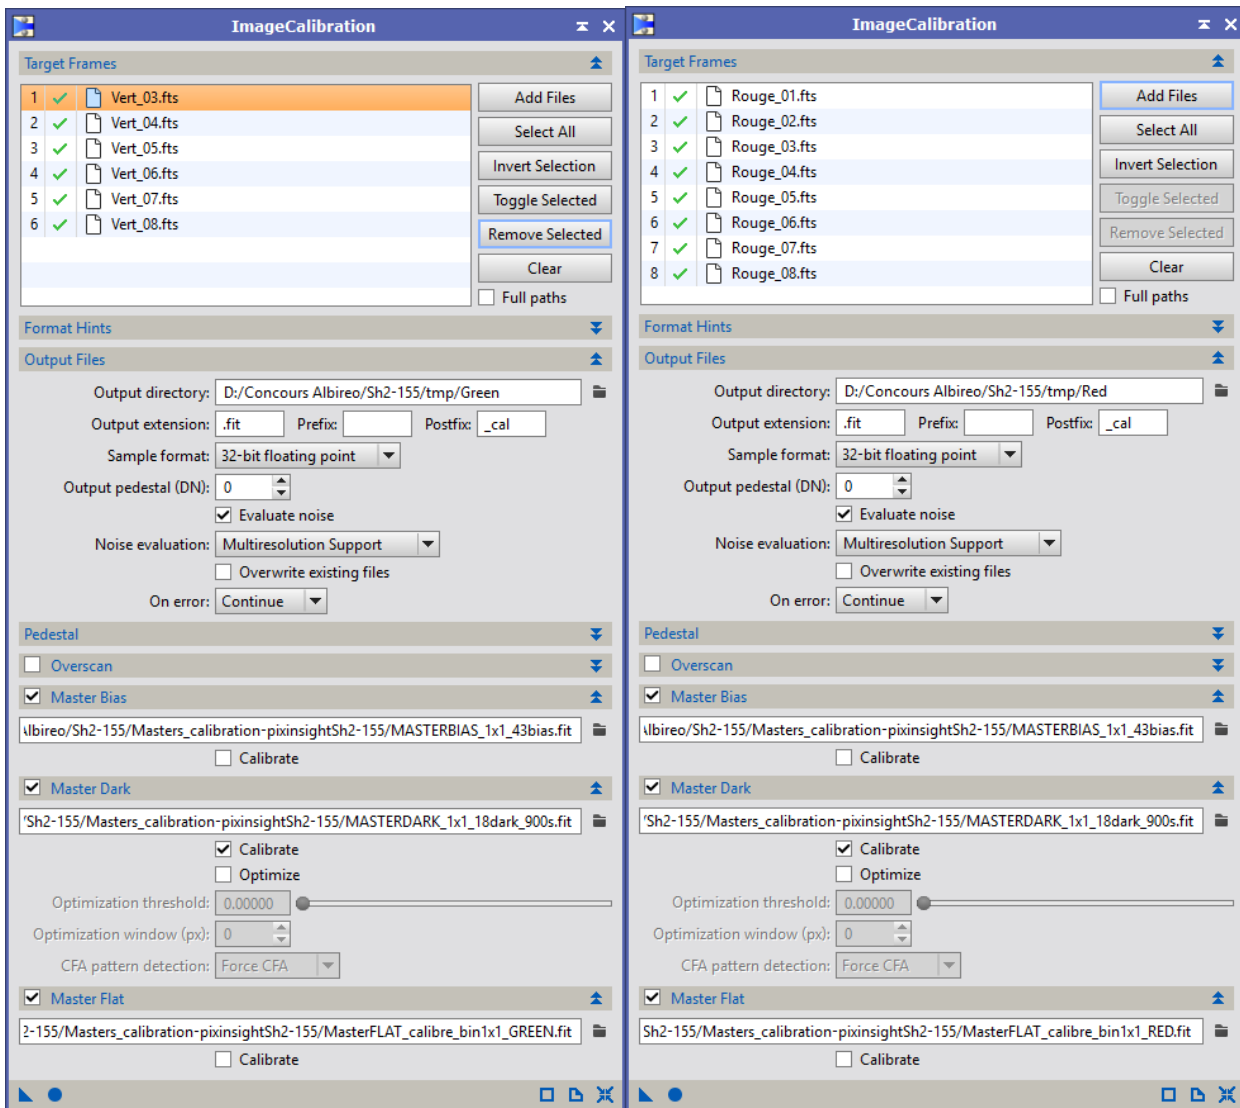 ImageCalibration
Target Frames
1 Vert_03.fts
2 Vert_04.fts
3 Vert_05.fts
4 Vert_06.fts
5 Vert_07.fts
6 Vert_08.fts
Add Files
Select All
Invert Selection
Toggle Selected
Remove Selected
Clear
Full paths
Format Hints
Output Files
Output directory: D:/Concours Albireo/Sh2-155/tmp/Green
Output extension: .fit Prefix: Postfix: _cal
Sample format: 32-bit floating point
Output pedestal (DN): 0
Evaluate noise
Noise evaluation: Multiresolution Support
Overwrite existing files
On error: Continue
Pedestal
Overscan
Master Bias
lbireo/Sh2-155/Masters_calibration-pixinsightSh2-155/MASTERBIAS_1x1_43bias.fit
Calibrate
Master Dark
/Sh2-155/Masters_calibration-pixinsightSh2-155/MASTERDARK_1x1_18dark_900s.fit
Calibrate
Optimize
Optimization threshold: 0.00000
Optimization window (px): 0
CFA pattern detection: Force CFA
Master Flat
2-155/Masters_calibration-pixinsightSh2-155/MasterFLAT_calibre_bin1x1_GREEN.fit
Calibrate
ImageCalibration
Target Frames
1 Rouge_01.fts
2 Rouge_02.fts
3 Rouge_03.fts
4 Rouge_04.fts
5 Rouge_05.fts
6 Rouge_06.fts
7 Rouge_07.fts
8 Rouge_08.fts
Add Files
Select All
Invert Selection
Toggle Selected
Remove Selected
Clear
Full paths
Format Hints
Output Files
Output directory: D:/Concours Albireo/Sh2-155/tmp/Red
Output extension: .fit Prefix: Postfix: _cal
Sample format: 32-bit floating point
Output pedestal (DN): 0
Evaluate noise
Noise evaluation: Multiresolution Support
Overwrite existing files
On error: Continue
Pedestal
Overscan
Master Bias
lbireo/Sh2-155/Masters_calibration-pixinsightSh2-155/MASTERBIAS_1x1_43bias.fit
Calibrate
Master Dark
/Sh2-155/Masters_calibration-pixinsightSh2-155/MASTERDARK_1x1_18dark_900s.fit
Calibrate
Optimize
Optimization threshold: 0.00000
Optimization window (px): 0
CFA pattern detection: Force CFA
Master Flat
Sh2-155/Masters_calibration-pixinsightSh2-155/MasterFLAT_calibre_bin1x1_RED.fit
Calibrate